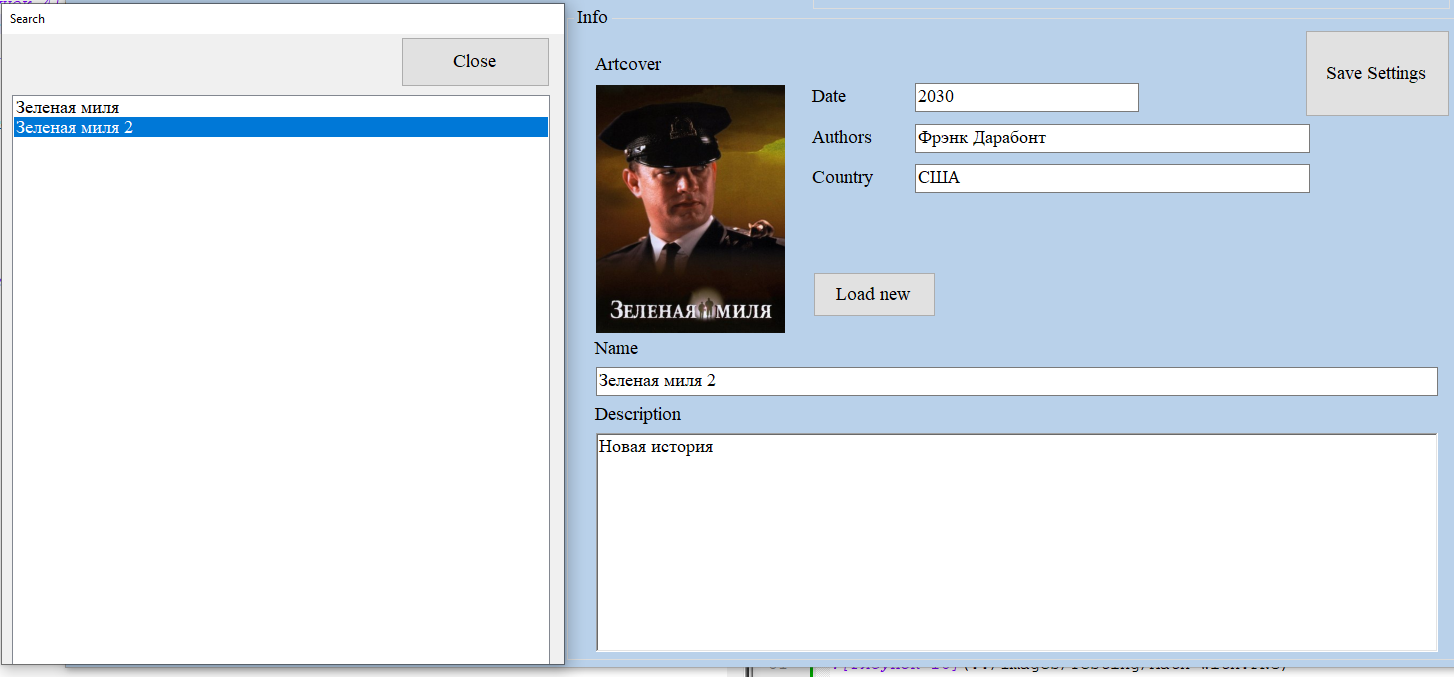 Search
Close
Зеленая миля
Зеленая миля 2
Info
Artcover
Save Settings
Date
2030
Authors
Фрэнк Дарабонт
Country
США
Load new
ЗЕЛЕНАЯ МИЛЯ
Name
Зеленая миля 2
Description
Новая история